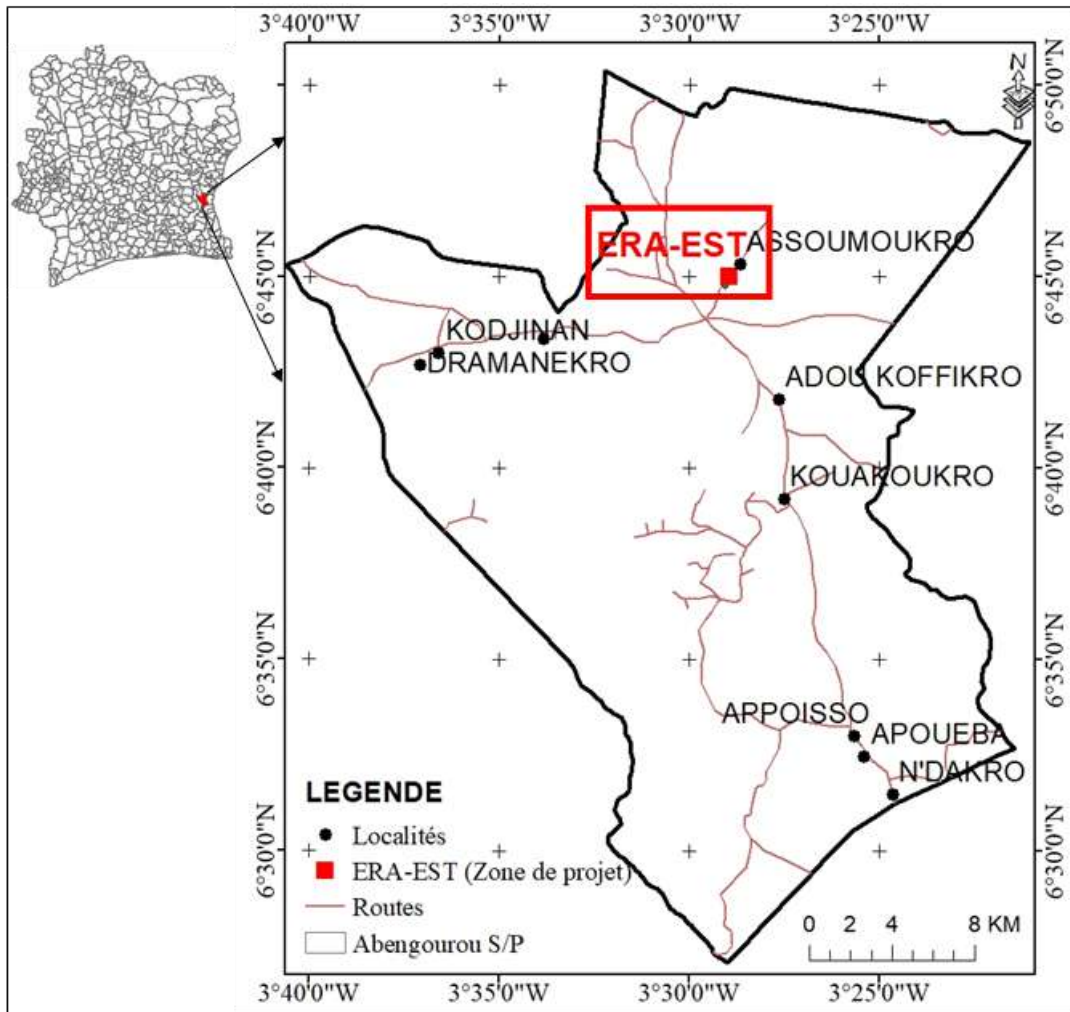 3°40'0"W 3°35'0"W 3°30'0"W 3°25'0"W
N
6°50'0"N 6°50'0"N
ERA-EST ASSOUMOUKRO
6°45'0"N 6°45'0"N
KODJINAN
DRAMANEKRO
ADOU KOFFIKRO
6°40'0"N 6°40'0"N
KOUAKOUKRO
6°35'0"N 6°35'0"N
APPOISSO
APOUEBA
N'DAKRO
LEGENDE
Localités
6°30'0"N 6°30'0"N
ERA-EST (Zone de projet)
Routes
Abengourou S/P
0 2 4 8 KM
3°40'0"W 3°35'0"W 3°30'0"W 3°25'0"W